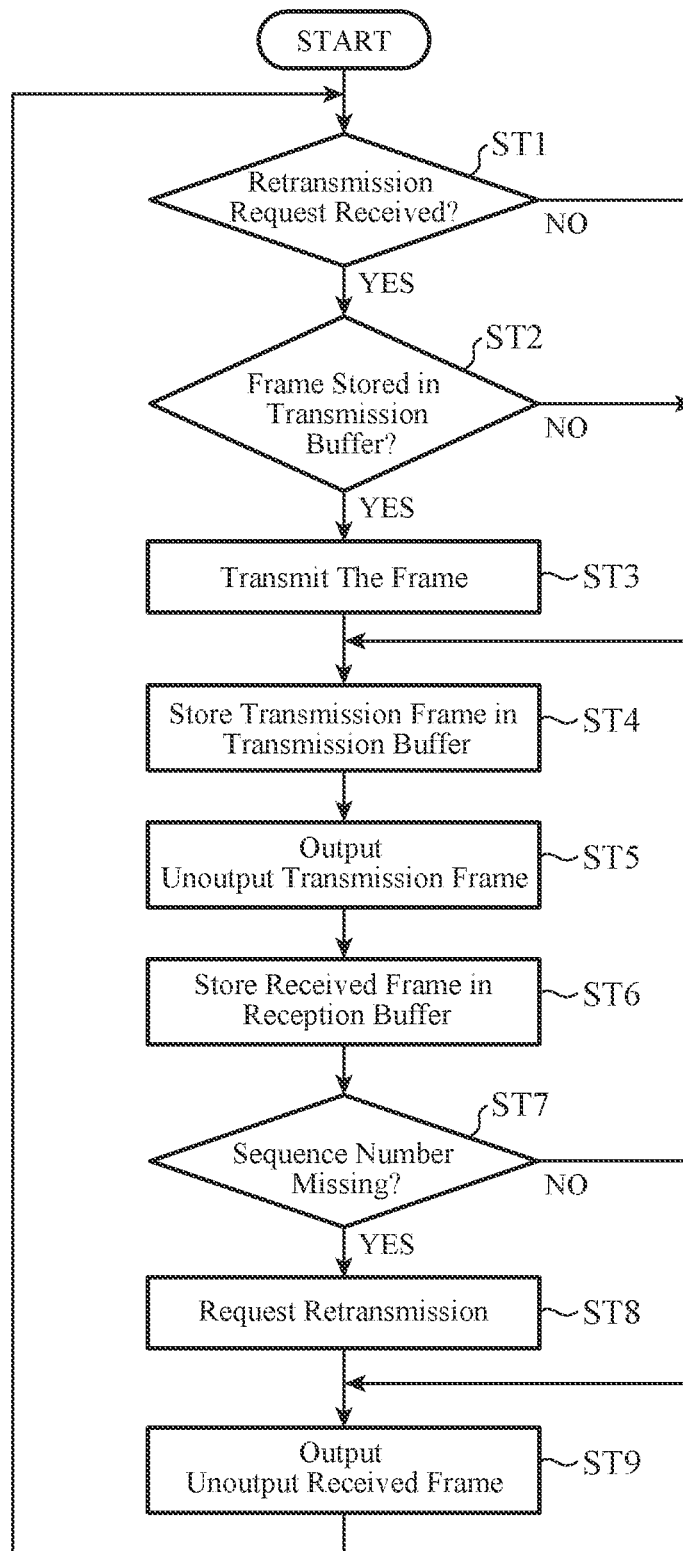 START
ST1
Retransmission
Request Received?
NO
YES
ST2
Frame Stored in
Transmission
Buffer?
NO
YES
Transmit The Frame
ST3
Store Transmission Frame in
Transmission Buffer
ST4
Output
Unoutput Transmission Frame
ST5
Store Received Frame in
Reception Buffer
ST6
ST7
Sequence Number
Missing?
NO
YES
Request Retransmission
ST8
Output
Unoutput Received Frame
ST9